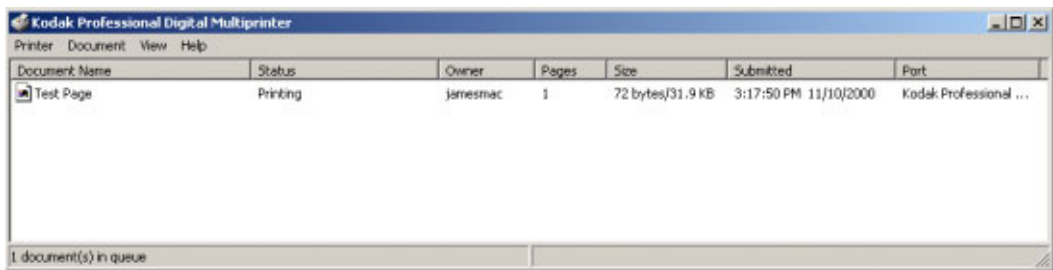 Kodak Professional Digital Multiprinter
Printer Document View Help
Document Name Status Owner Pages Size Submitted Port
Test Page Printing jamesmac 1 72 bytes/31.9 KB 3:17:50 PM 11/10/2000 Kodak Professional ...
1 document(s) in queue